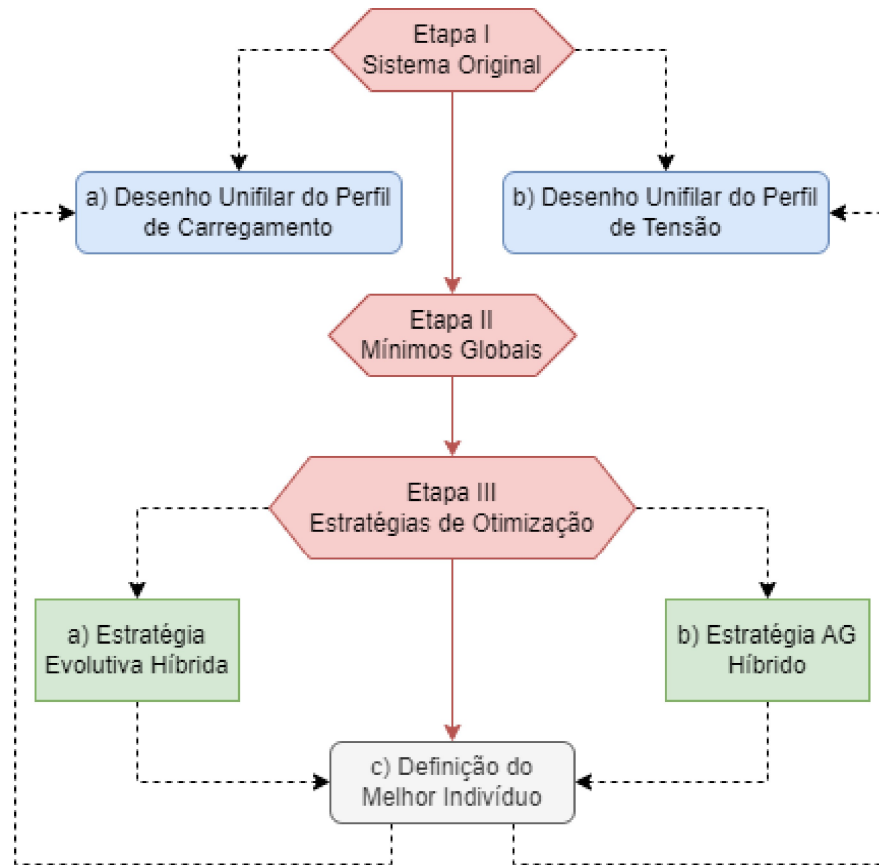 Etapa I
Sistema Original
a) Desenho Unifilar do Perfil
de Carregamento
b) Desenho Unifilar do Perfil
de Tensão
Etapa II
Mínimos Globais
Etapa III
Estratégias de Otimização
a) Estratégia
Evolutiva Híbrida
b) Estratégia AG
Híbrido
c) Definição do
Melhor Indivíduo